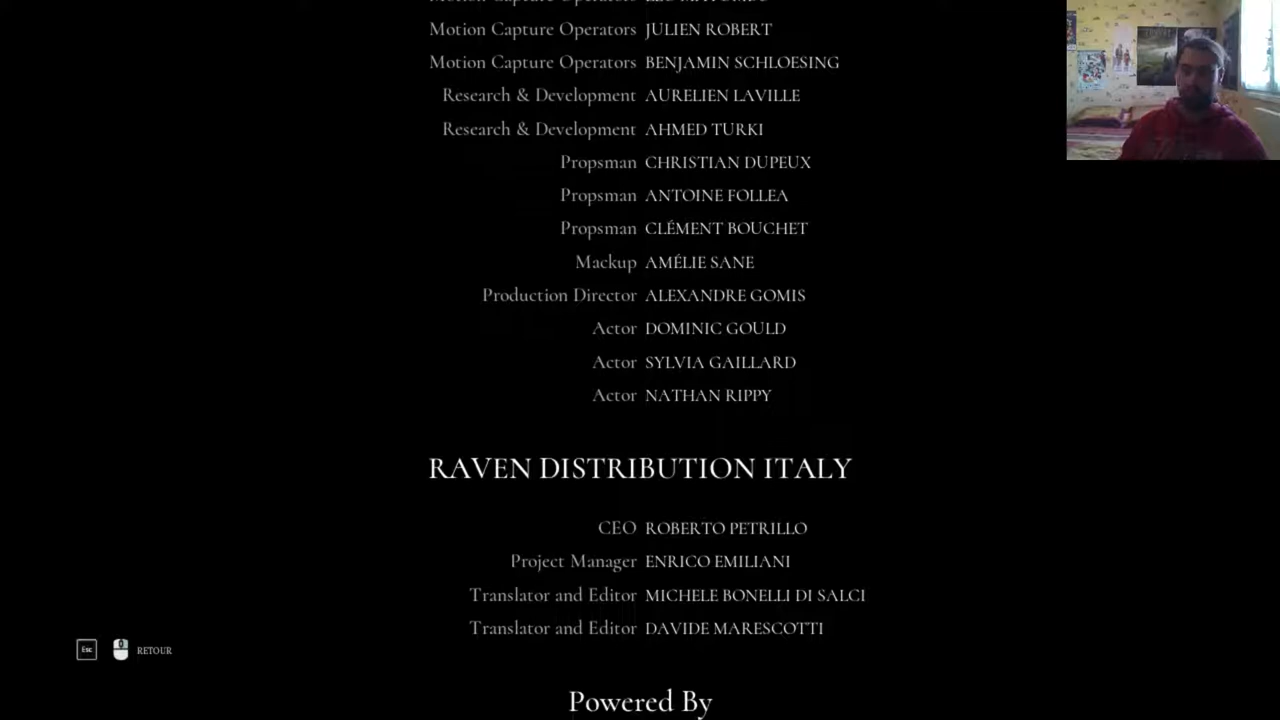 Motion Capture Operators
Motion Capture Operators JULIEN ROBERT
Motion Capture Operators BENJAMIN SCHLOESING
Research & Development AURELIEN LAVILLE
Research & Development AHMED TURKI
Propsman CHRISTIAN DUPEUX
Propsman ANTOINE FOLLEA
Propsman CLÉMENT BOUCHET
Mackup AMÉLIE SANE
Production Director ALEXANDRE GOMIS
Actor DOMINIC GOULD
Actor SYLVIA GAILLARD
Actor NATHAN RIPPY
RAVEN DISTRIBUTION ITALY
CEO ROBERTO PETRILLO
Project Manager ENRICO EMILIANI
Translator and Editor MICHELE BONELLI DI SALCI
Translator and Editor DAVIDE MARESCOTTI
Esc RETOUR
Powered By